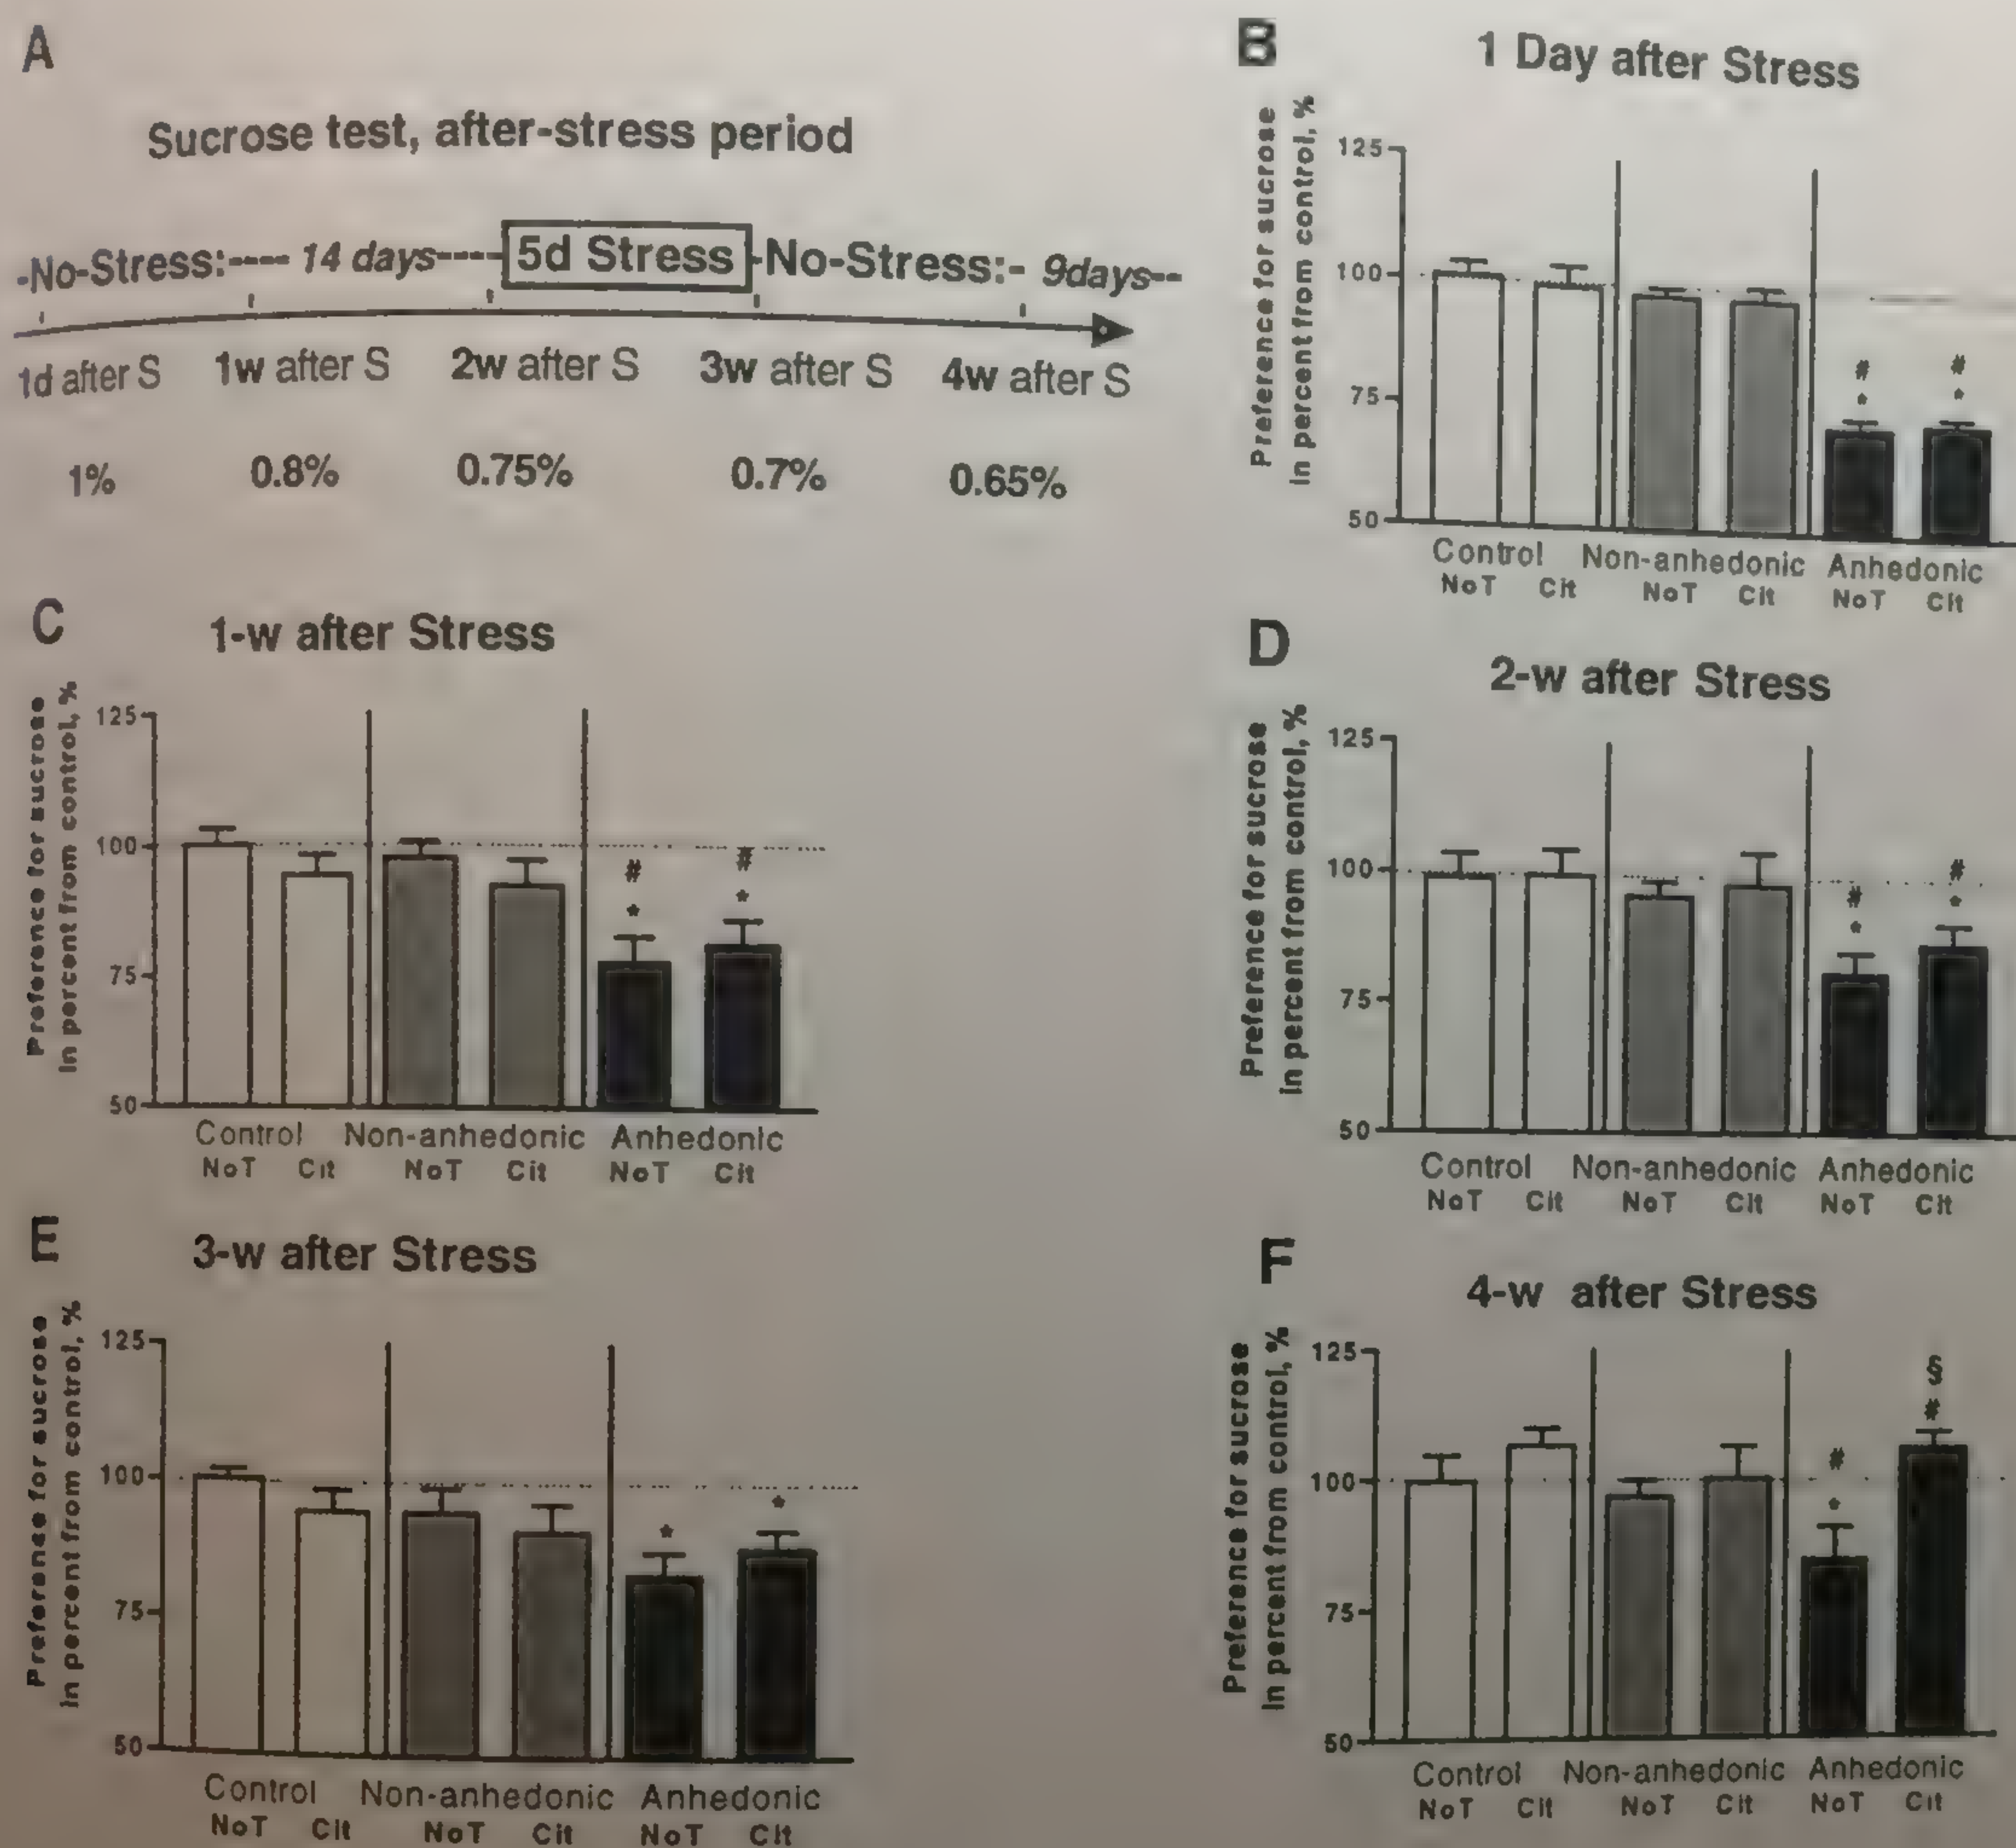 A
Sucrose test, after-stress period
-No-Stress:---- 14 days---- 5d Stress -No-Stress:- 9days--
1d after S 1w after S 2w after S 3w after S 4w after S
1% 0.8% 0.75% 0.7% 0.65%
B
1 Day after Stress
Preference for sucrose
in percent from control, %
125
100
75
50
# #
* *
Control Non-anhedonic Anhedonic
NoT Cit NoT Cit NoT Cit
C
1-w after Stress
Preference for sucrose
in percent from control, %
125
100
75
50
# #
* *
Control Non-anhedonic Anhedonic
NoT Cit NoT Cit NoT Cit
D
2-w after Stress
Preference for sucrose
in percent from control, %
125
100
75
50
# #
* *
Control Non-anhedonic Anhedonic
NoT Cit NoT Cit NoT Cit
E
3-w after Stress
Preference for sucrose
in percent from control, %
125
100
75
50
* *
Control Non-anhedonic Anhedonic
NoT Cit NoT Cit NoT Cit
F
4-w after Stress
Preference for sucrose
in percent from control, %
125
100
75
50
§
# #
*
Control Non-anhedonic Anhedonic
NoT Cit NoT Cit NoT Cit